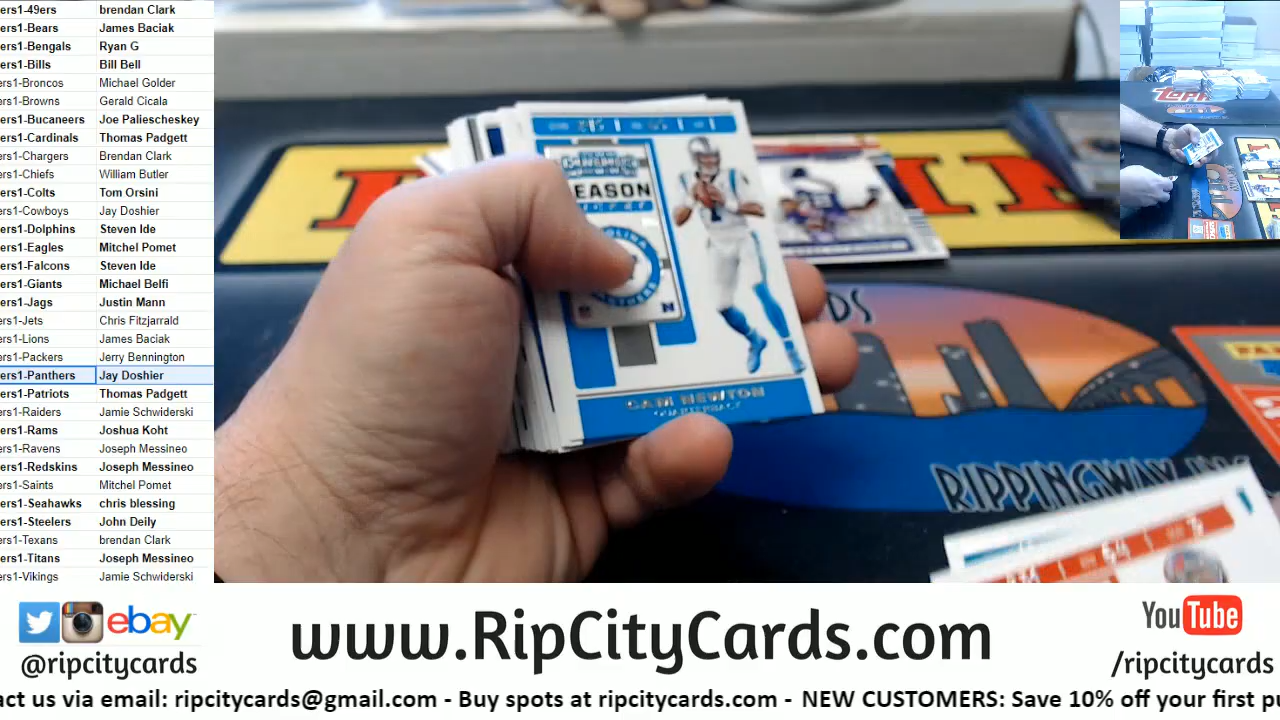 ers1-49ers brendan Clark
ers1-Bears James Baciak
ers1-Bengals Ryan G
ers1-Bills Bill Bell
ers1-Broncos Michael Golder
ers1-Browns Gerald Cicala
ers1-Bucaneers Joe Paliescheskey
ers1-Cardinals Thomas Padgett
ers1-Chargers Brendan Clark
ers1-Chiefs William Butler
ers1-Colts Tom Orsini
ers1-Cowboys Jay Doshier
ers1-Dolphins Steven Ide
ers1-Eagles Mitchel Pomet
ers1-Falcons Steven Ide
ers1-Giants Michael Belfi
ers1-Jags Justin Mann
ers1-Jets Chris Fitzjarrald
ers1-Lions James Baciak
ers1-Packers Jerry Bennington
ers1-Panthers Jay Doshier
ers1-Patriots Thomas Padgett
ers1-Raiders Jamie Schwiderski
ers1-Rams Joshua Koht
ers1-Ravens Joseph Messineo
ers1-Redskins Joseph Messineo
ers1-Saints Mitchel Pomet
ers1-Seahawks chris blessing
ers1-Steelers John Deily
ers1-Texans brendan Clark
ers1-Titans Joseph Messineo
ers1-Vikings Jamie Schwiderski
EASON
CAM NEWTON
QUARTERBACK
DS
RIPPINGWAX IN
ebay
@ripcitycards
www.RipCityCards.com
YouTube
/ripcitycards
act us via email: ripcitycards@gmail.com - Buy spots at ripcitycards.com - NEW CUSTOMERS: Save 10% off your first pu